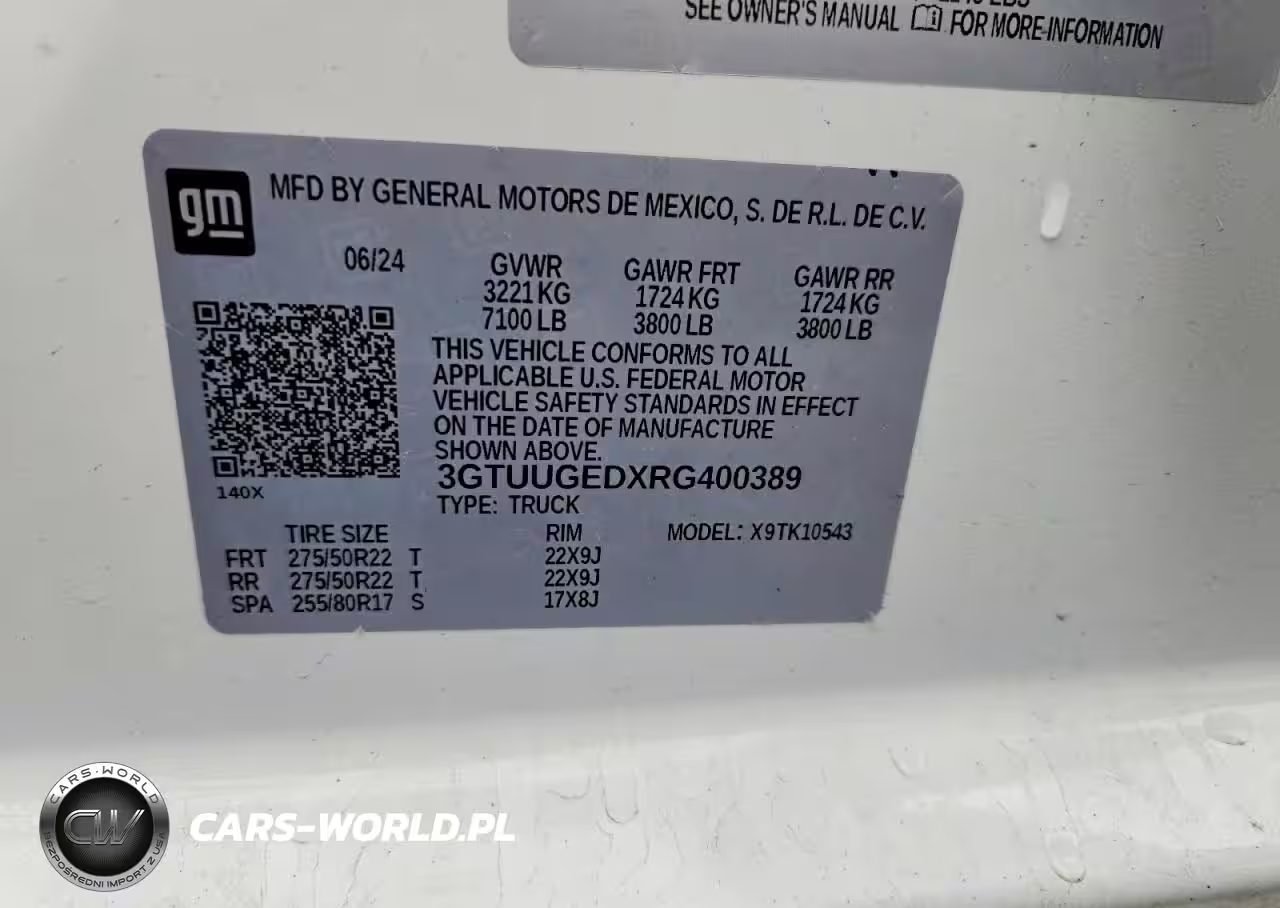 SEE OWNER'S MANUAL FOR MORE INFORMATION
gm
MFD BY GENERAL MOTORS DE MEXICO, S. DE R.L. DE C.V.
06/24 GVWR GAWR FRT GAWR RR
3221 KG 1724 KG 1724 KG
7100 LB 3800 LB 3800 LB
THIS VEHICLE CONFORMS TO ALL
APPLICABLE U.S. FEDERAL MOTOR
VEHICLE SAFETY STANDARDS IN EFFECT
ON THE DATE OF MANUFACTURE
SHOWN ABOVE.
3GTUUGEDXRG400389
140X
TYPE: TRUCK
TIRE SIZE RIM MODEL: X9TK10543
FRT 275/50R22 T 22X9J
RR 275/50R22 T 22X9J
SPA 255/80R17 S 17X8J
CARS-WORLD
CW
BEZPOŚREDNI IMPORT Z USA
CARS-WORLD.PL